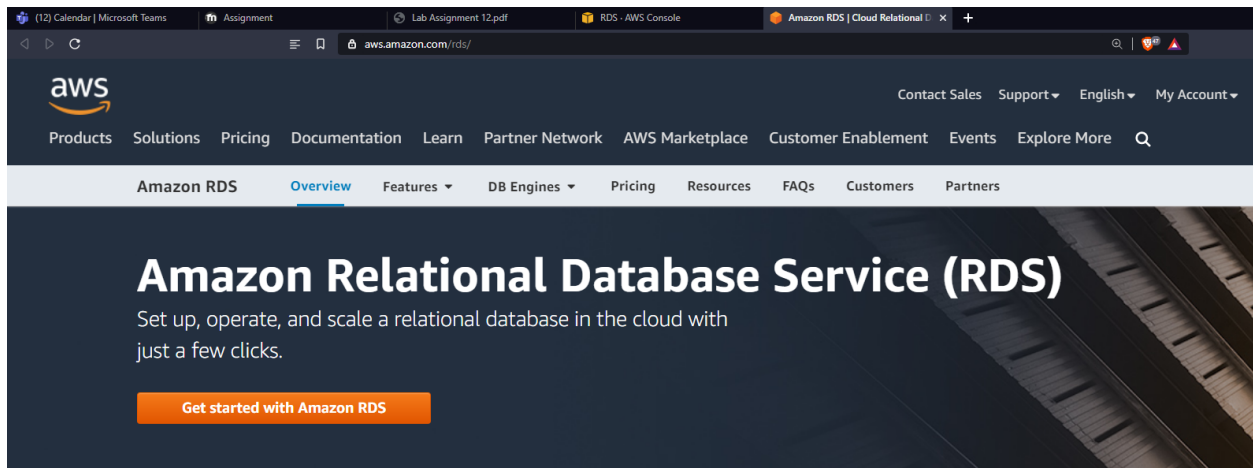 (12) Calendar | Microsoft Teams
Assignment
Lab Assignment 12.pdf
RDS · AWS Console
Amazon RDS | Cloud Relational D
aws.amazon.com/rds/
aws
Contact Sales Support English My Account
Products Solutions Pricing Documentation Learn Partner Network AWS Marketplace Customer Enablement Events Explore More
Amazon RDS Overview Features DB Engines Pricing Resources FAQs Customers Partners
Amazon Relational Database Service (RDS)
Set up, operate, and scale a relational database in the cloud with
just a few clicks.
Get started with Amazon RDS